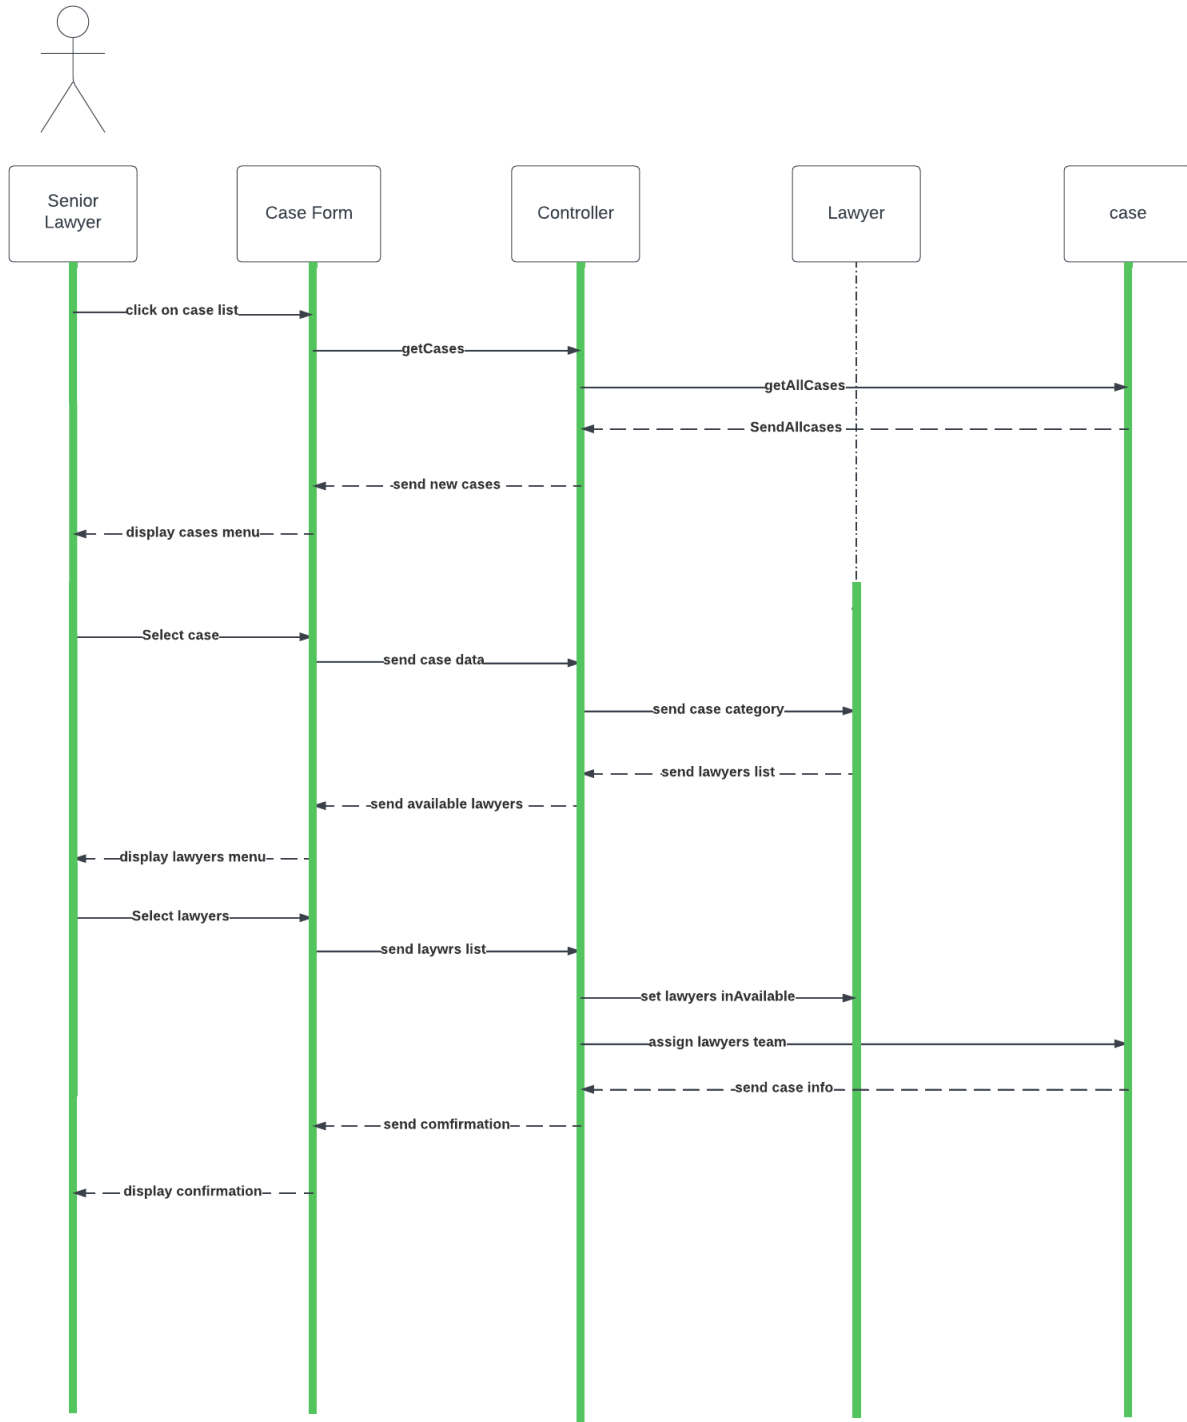 Senior
Lawyer
Case Form
Controller
Lawyer
case
click on case list
getCases
getAllCases
SendAllcases
send new cases
display cases menu
Select case
send case data
send case category
send lawyers list
send available lawyers
display lawyers menu
Select lawyers
send laywrs list
set lawyers inAvailable
assign lawyers team
send case info
send comfirmation
display confirmation